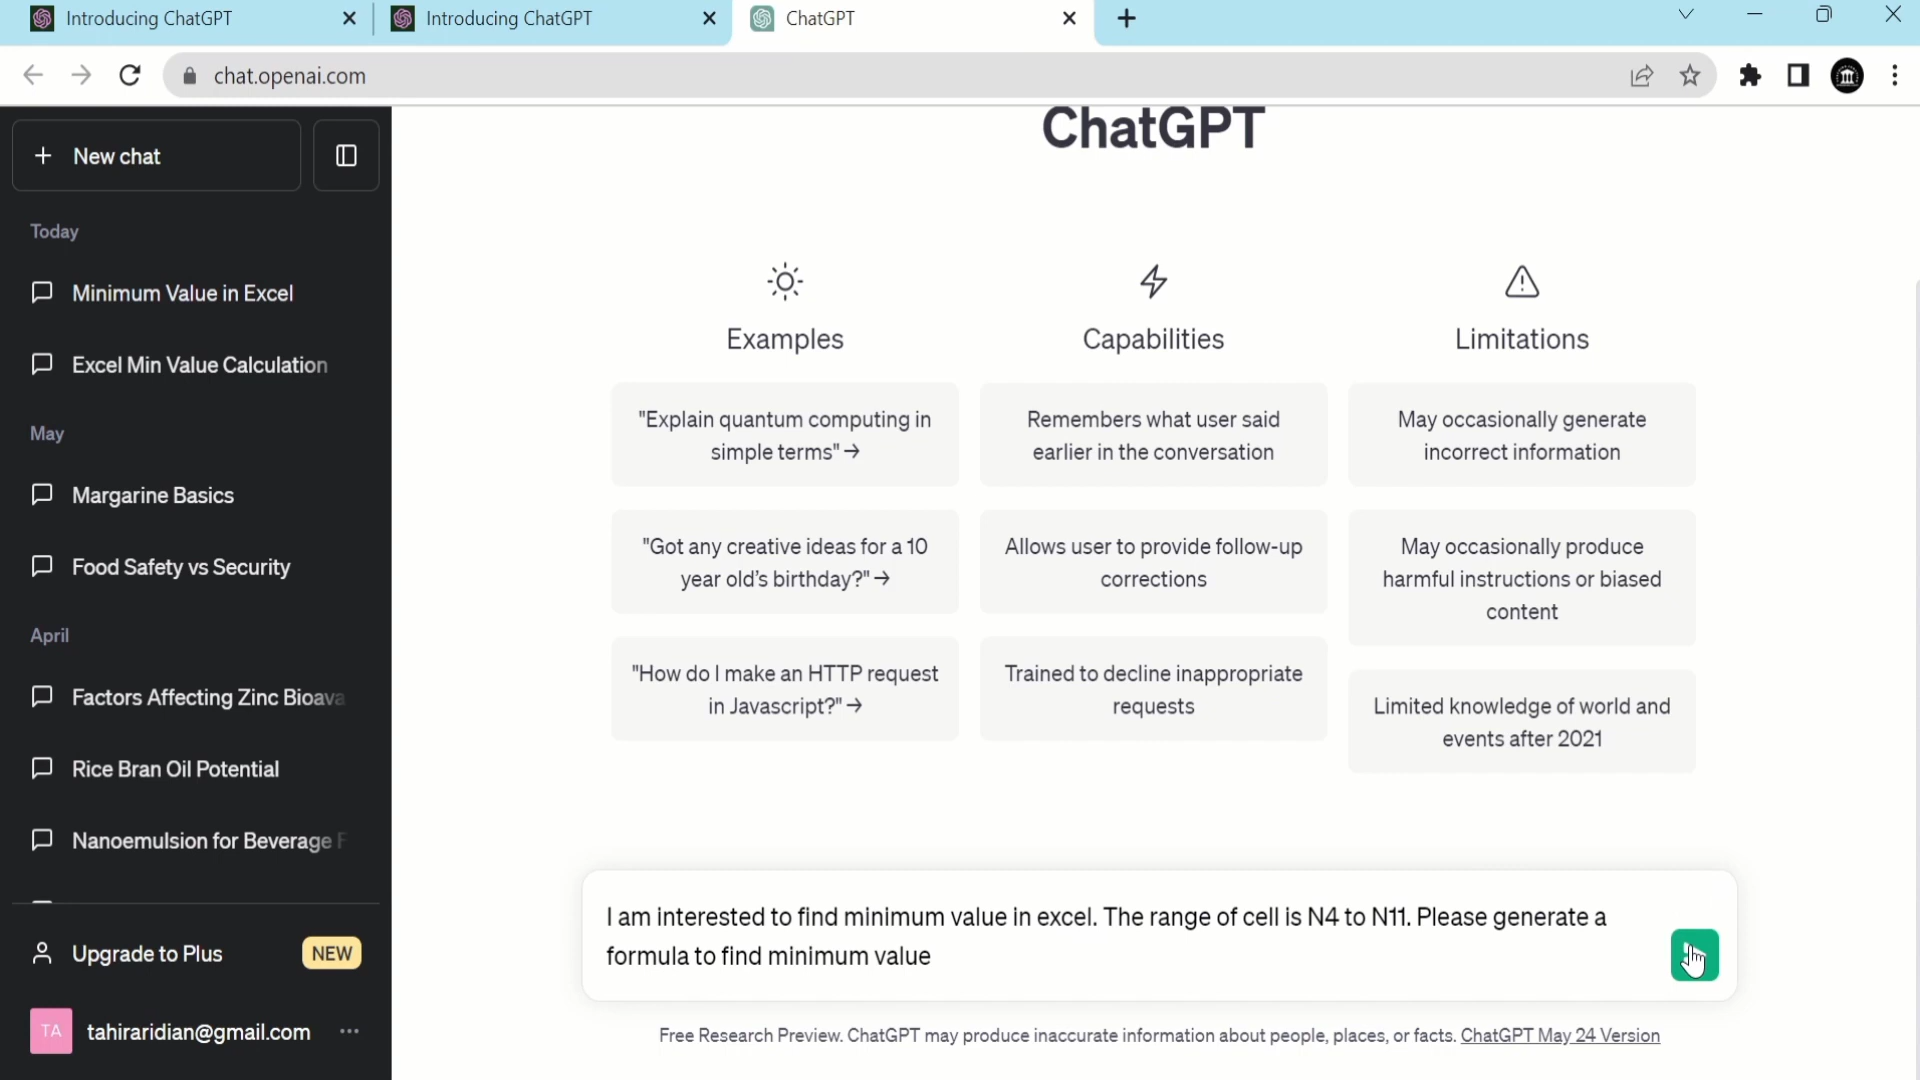 Introducing ChatGPT
Introducing ChatGPT
ChatGPT
chat.openai.com
New chat
Today
Minimum Value in Excel
Excel Min Value Calculation
May
Margarine Basics
Food Safety vs Security
April
Factors Affecting Zinc Bioava
Rice Bran Oil Potential
Nanoemulsion for Beverage F
Upgrade to Plus
NEW
TA
tahiraridian@gmail.com
ChatGPT
Examples
"Explain quantum computing in
simple terms" →
"Got any creative ideas for a 10
year old's birthday?" →
"How do I make an HTTP request
in Javascript?" →
Capabilities
Remembers what user said
earlier in the conversation
Allows user to provide follow-up
corrections
Trained to decline inappropriate
requests
Limitations
May occasionally generate
incorrect information
May occasionally produce
harmful instructions or biased
content
Limited knowledge of world and
events after 2021
I am interested to find minimum value in excel. The range of cell is N4 to N11. Please generate a
formula to find minimum value
Free Research Preview. ChatGPT may produce inaccurate information about people, places, or facts. ChatGPT May 24 Version